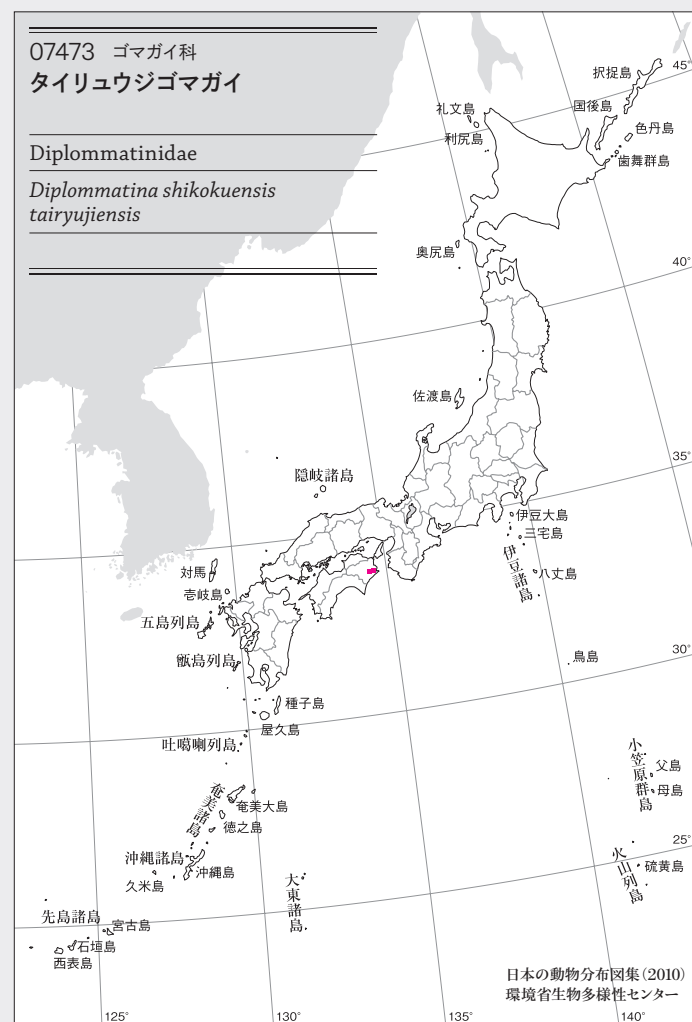 07473 ゴマガイ科
タイリュウジゴマガイ
Diplommatinidae
Diplommatina shikokuensis
tairyujiensis
択捉島
45°
国後島
礼文島
色丹島
利尻島
歯舞群島
奥尻島
40°
佐渡島
35°
隠岐諸島
伊豆大島
三宅島
伊豆諸島
八丈島
対馬
壱岐島
五島列島
甑島列島
30°
鳥島
種子島
屋久島
吐噶喇列島
小笠原群島
父島
母島
奄美諸島
奄美大島
徳之島
25°
沖縄諸島
沖縄島
久米島
火山列島
硫黄島
大東諸島
先島諸島
宮古島
石垣島
西表島
日本の動物分布図集(2010)
環境省生物多様性センター
125°
130°
135°
140°